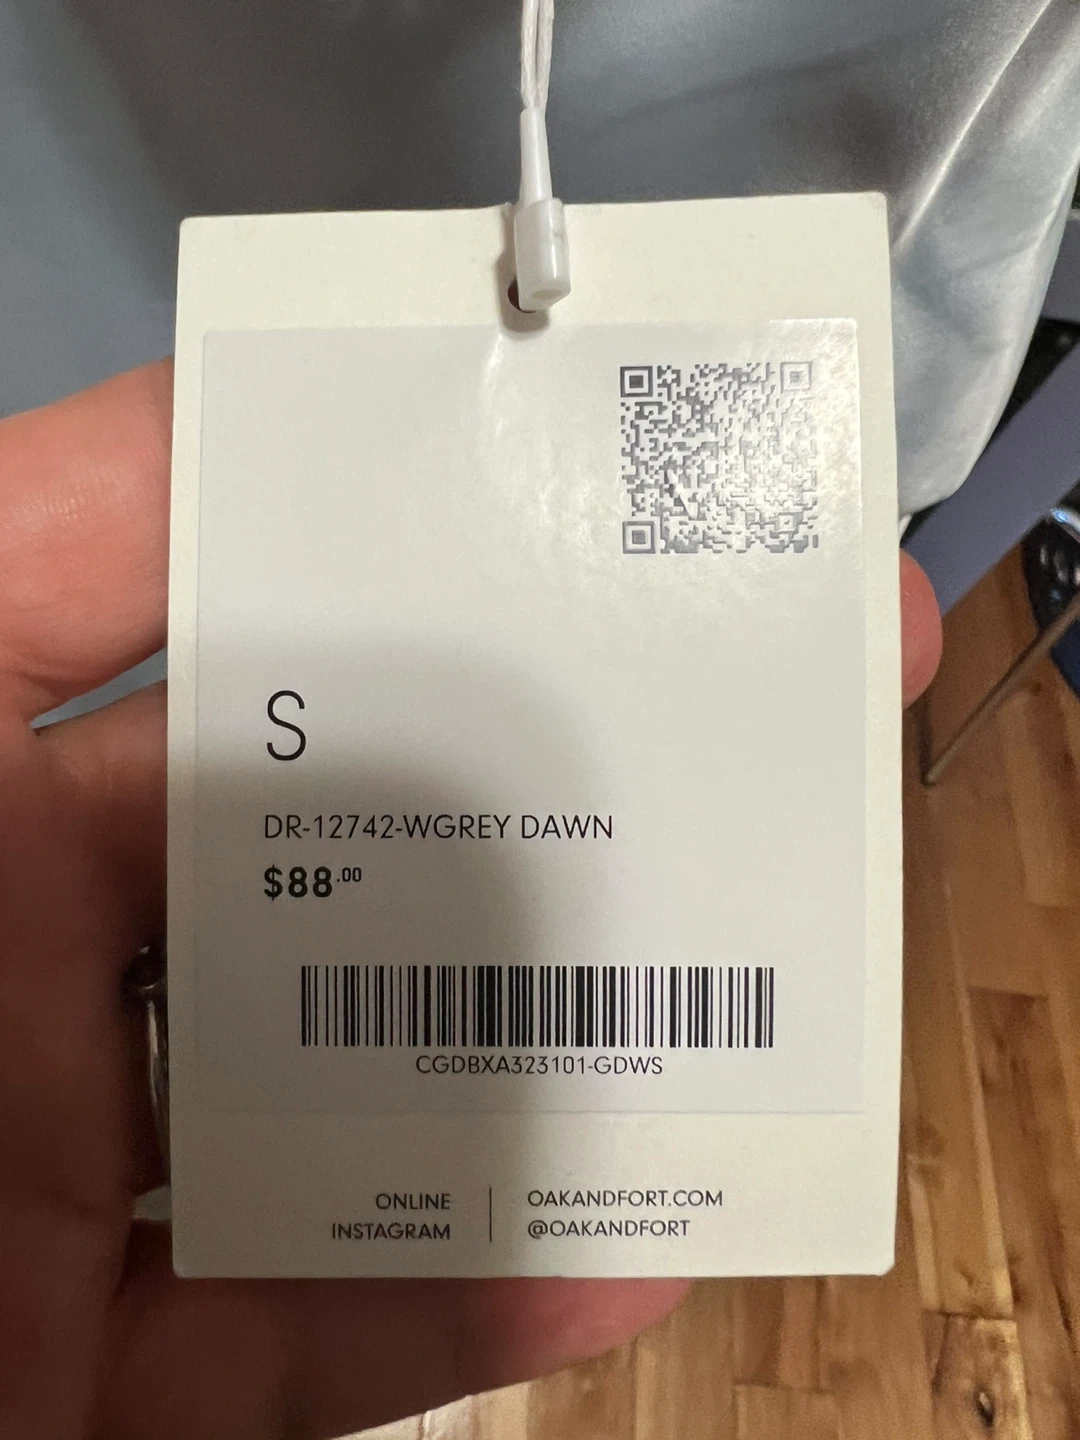 S
DR-12742-WGREY DAWN
$88.00
CGDBXA323101-GDWS
ONLINE OAKANDFORT.COM
INSTAGRAM @OAKANDFORT